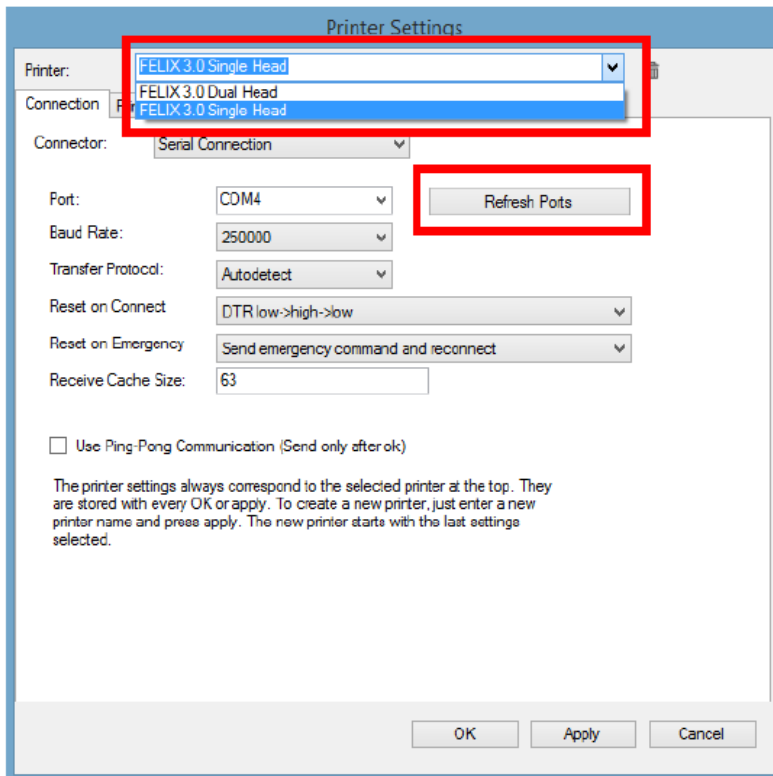 Printer Settings
Printer:
FELIX 3.0 Single Head
FELIX 3.0 Dual Head
FELIX 3.0 Single Head
Connection
Connector:
Serial Connection
Port:
COM4
Refresh Ports
Baud Rate:
250000
Transfer Protocol:
Autodetect
Reset on Connect
DTR low->high->low
Reset on Emergency
Send emergency command and reconnect
Receive Cache Size:
63
Use Ping-Pong Communication (Send only after ok)
The printer settings always correspond to the selected printer at the top. They
are stored with every OK or apply. To create a new printer, just enter a new
printer name and press apply. The new printer starts with the last settings
selected.
OK
Apply
Cancel